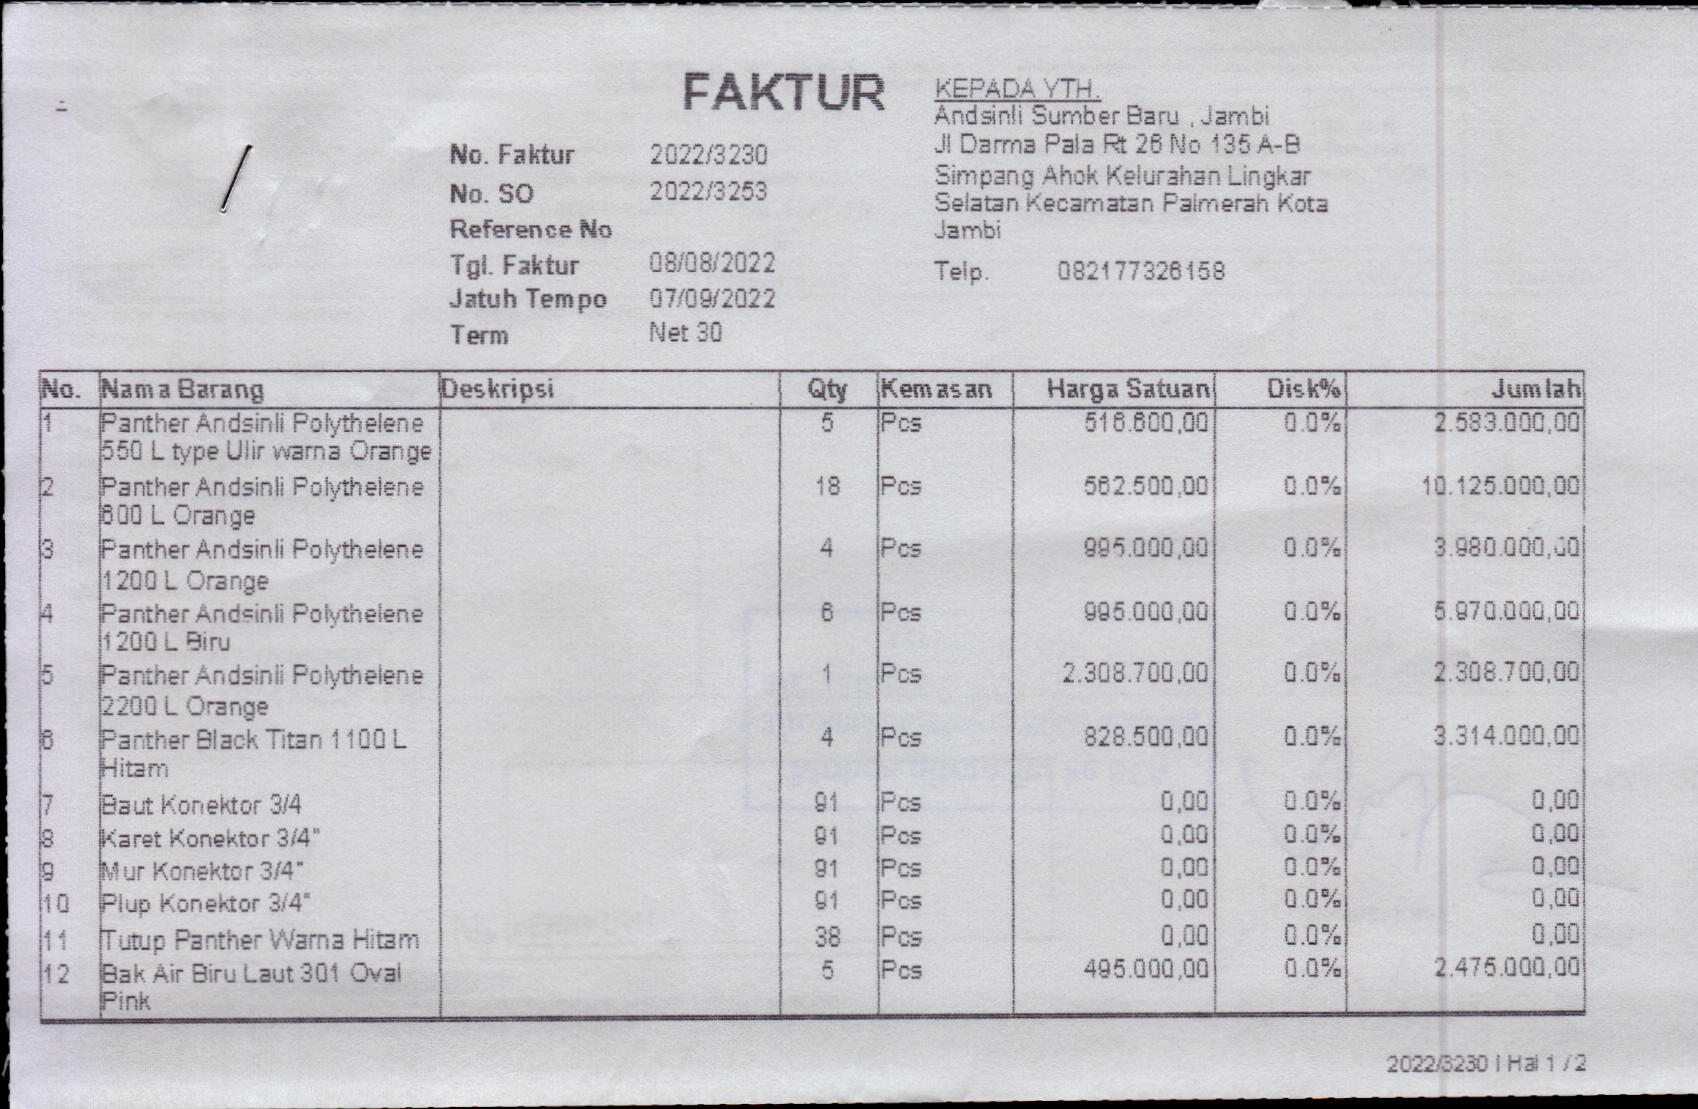 FAKTUR
No. Faktur 2022/3230
No. SO 2022/3253
Reference No
Tgl. Faktur 08/08/2022
Jatuh Tempo 07/09/2022
Term Net 30
KEPADA YTH.
Andsinli Sumber Baru , Jambi
Jl Darma Pala Rt 26 No 135 A-B
Simpang Ahok Kelurahan Lingkar
Selatan Kecamatan Palmerah Kota
Jambi
Telp. 082177326158
No. Nama Barang Deskripsi Qty Kemasan Harga Satuan Disk% Jumlah
1 Panther Andsinli Polythelene 5 Pcs 516.600,00 0.0% 2.583.000,00
550 L type Ulir warna Orange
2 Panther Andsinli Polythelene 18 Pcs 562.500,00 0.0% 10.125.000,00
600 L Orange
3 Panther Andsinli Polythelene 4 Pcs 995.000,00 0.0% 3.980.000,00
1200 L Orange
4 Panther Andsinli Polythelene 6 Pcs 995.000,00 0.0% 5.970.000,00
1200 L Biru
5 Panther Andsinli Polythelene 1 Pcs 2.308.700,00 0.0% 2.308.700,00
2200 L Orange
6 Panther Black Titan 1100 L 4 Pcs 828.500,00 0.0% 3.314.000,00
Hitam
7 Baut Konektor 3/4 91 Pcs 0,00 0.0% 0,00
8 Karet Konektor 3/4" 91 Pcs 0,00 0.0% 0,00
9 Mur Konektor 3/4" 91 Pcs 0,00 0.0% 0,00
10 Plup Konektor 3/4" 91 Pcs 0,00 0.0% 0,00
11 Tutup Panther Warna Hitam 38 Pcs 0,00 0.0% 0,00
12 Bak Air Biru Laut 301 Oval 5 Pcs 495.000,00 0.0% 2.475.000,00
Pink
2022/3230 | Hal 1 / 2